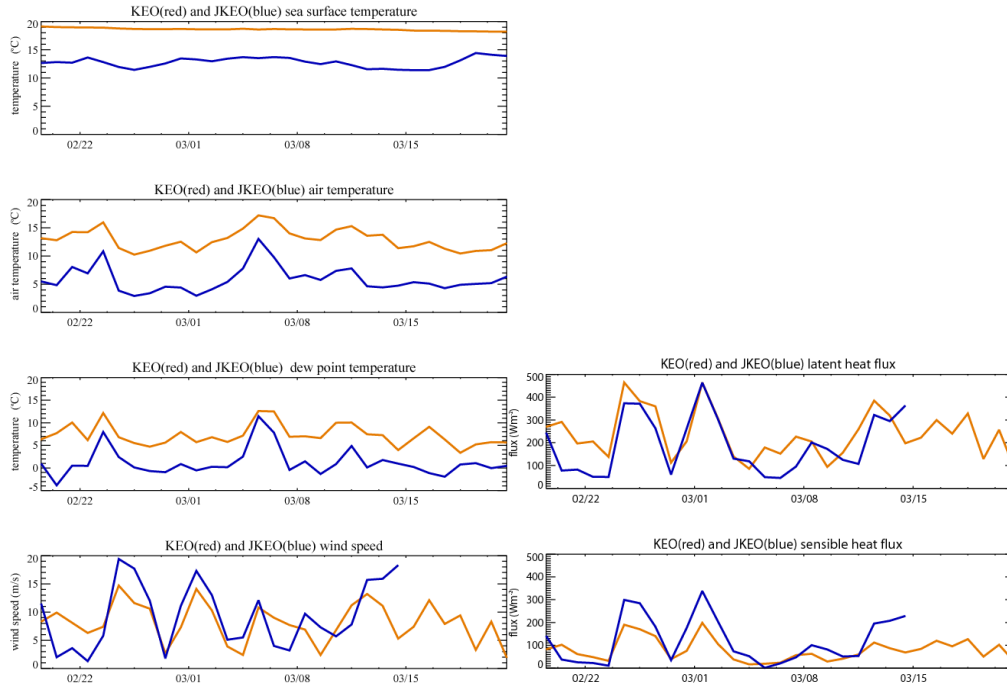 KEO(red) and JKEO(blue) sea surface temperature
temperature (°C)
20
15
10
5
0
02/22 03/01 03/08 03/15
KEO(red) and JKEO(blue) air temperature
air temperature (°C)
20
15
10
5
0
02/22 03/01 03/08 03/15
KEO(red) and JKEO(blue) dew point temperature
temperature (°C)
20
15
10
5
0
-5
02/22 03/01 03/08 03/15
KEO(red) and JKEO(blue) latent heat flux
flux (Wm-²)
500
400
300
200
100
0
02/22 03/01 03/08 03/15
KEO(red) and JKEO(blue) wind speed
wind speed (m/s)
20
15
10
5
0
02/22 03/01 03/08 03/15
KEO(red) and JKEO(blue) sensible heat flux
flux (Wm-²)
500
400
300
200
100
0
02/22 03/01 03/08 03/15